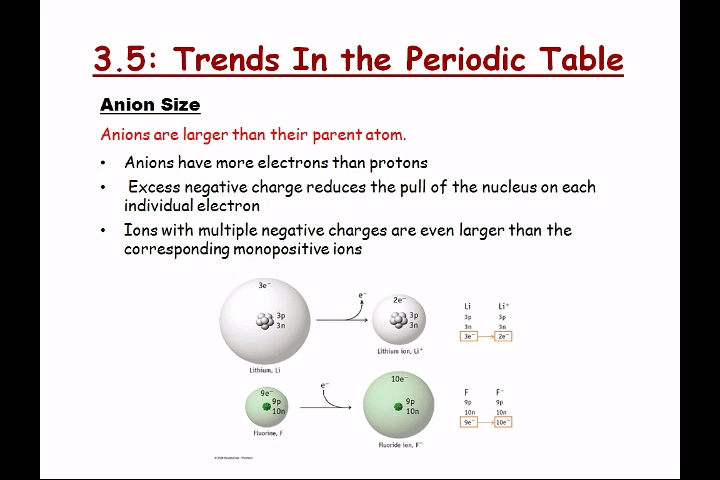 3.5: Trends In the Periodic Table
Anion Size
Anions are larger than their parent atom.
• Anions have more electrons than protons
• Excess negative charge reduces the pull of the nucleus on each
individual electron
• Ions with multiple negative charges are even larger than the
corresponding monopositive ions
3e⁻
3p
3n
Lithium, Li
e⁻
2e⁻
3p
3n
Lithium ion, Li⁺
Li Li⁺
3p 3p
3n 3n
3e⁻ 2e⁻
9e⁻
9p
10n
Fluorine, F
e⁻
10e⁻
9p
10n
Fluoride ion, F⁻
F F⁻
9p 9p
10n 10n
9e⁻ 10e⁻